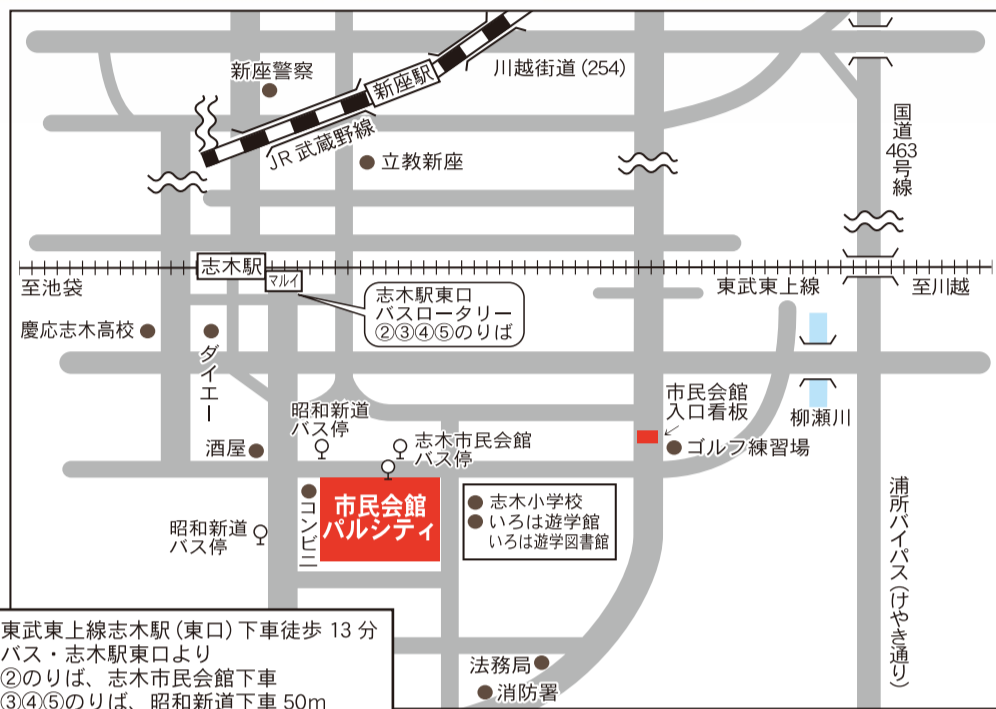 新座警察
新座駅
川越街道(254)
JR 武蔵野線
立教新座
国道463号線
志木駅
マルイ
至池袋
東武東上線
至川越
志木駅東口
バスロータリー
②③④⑤のりば
慶応志木高校
ダイエー
柳瀬川
市民会館
入口看板
ゴルフ練習場
昭和新道
バス停
志木市民会館
バス停
酒屋
コンビニ
市民会館
パルシティ
志木小学校
いろは遊学館
いろは遊学図書館
昭和新道
バス停
浦所バイパス(けやき通り)
法務局
消防署
東武東上線志木駅(東口)下車徒歩 13 分
バス・志木駅東口より
②のりば、志木市民会館下車
③④⑤のりば、昭和新道下車 50m